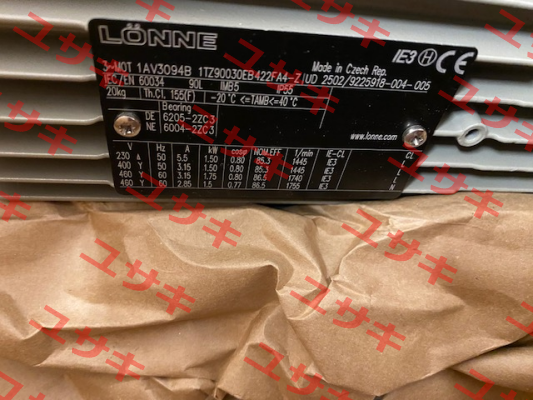 LÖNNE
IE3 H CE
3~MOT 1AV3094B 1TZ90030EB422FA4-Z
Made in Czech Rep.
UD 2502/9225918-004-005
IEC/EN 60034 90L IMB5 IP55
20kg Th.Cl. 155(F) -20°C <=TAMB<=40°C
Bearing
DE 6205-2ZC3
NE 6004-2ZC3
www.lonne.com
V Hz A kW cosφ NOM.EFF 1/min IE-CL CL
230 Δ 50 5.5 1.50 0.80 85.3 1445 IE3 L
400 Y 50 3.15 1.50 0.80 85.3 1445 IE3 L
460 Y 60 3.15 1.75 0.80 86.5 1740 IE3 L
460 Y 60 2.85 1.5 0.77 86.5 1755 IE3 N
ユサキ